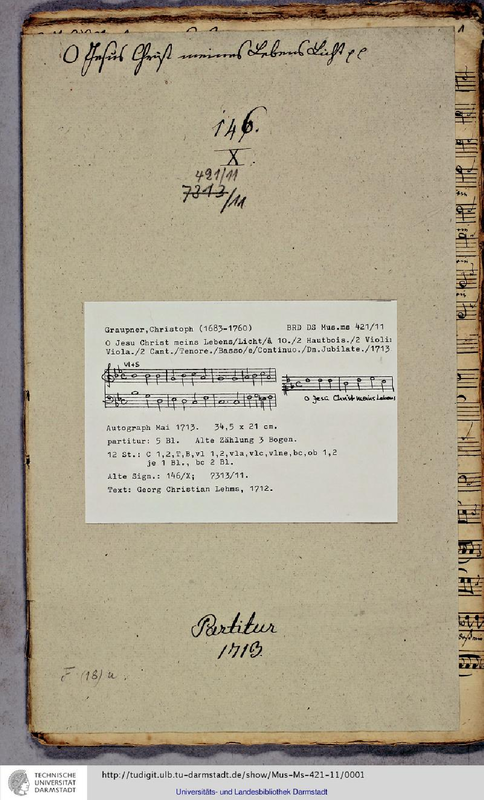 O Jesus Christ meines Lebens Licht
146.
X
421/11
7313/11
Graupner,Christoph (1683-1760) BRD DS Mus.ms 421/11
O Jesu Christ meins Lebens/Licht/â 10./2 Hautbois./2 Violi:
Viola./2 Cant./Tenore./Basso/e/Continuo./Dn.Jubilate./1713
Vl+S
O Jesu Christ meins Lebens
Autograph Mai 1713. 34,5 x 21 cm.
partitur: 5 Bl. Alte Zählung 3 Bogen.
12 St.: C 1,2,T,B,vl 1,2,vla,vlc,vlne,bc,ob 1,2
je 1 Bl., bc 2 Bl.
Alte Sign.: 146/X; 7313/11.
Text: Georg Christian Lehms, 1712.
Partitur
1713
TECHNISCHE
UNIVERSITÄT
DARMSTADT
http://tudigit.ulb.tu-darmstadt.de/show/Mus-Ms-421-11/0001
Universitäts- und Landesbibliothek Darmstadt